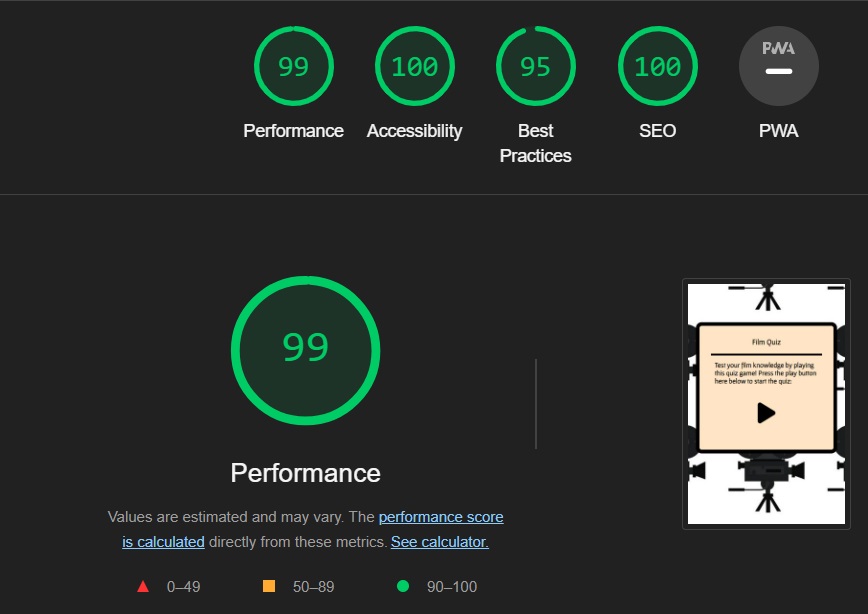 99
100
95
100
PWA
Performance
Accessibility
Best
Practices
SEO
PWA
99
Performance
Values are estimated and may vary. The performance score
is calculated directly from these metrics. See calculator.
0–49
50–89
90–100
Film Quiz
Test your film knowledge by playing
this quiz game! Press the play button
here below to start the quiz: